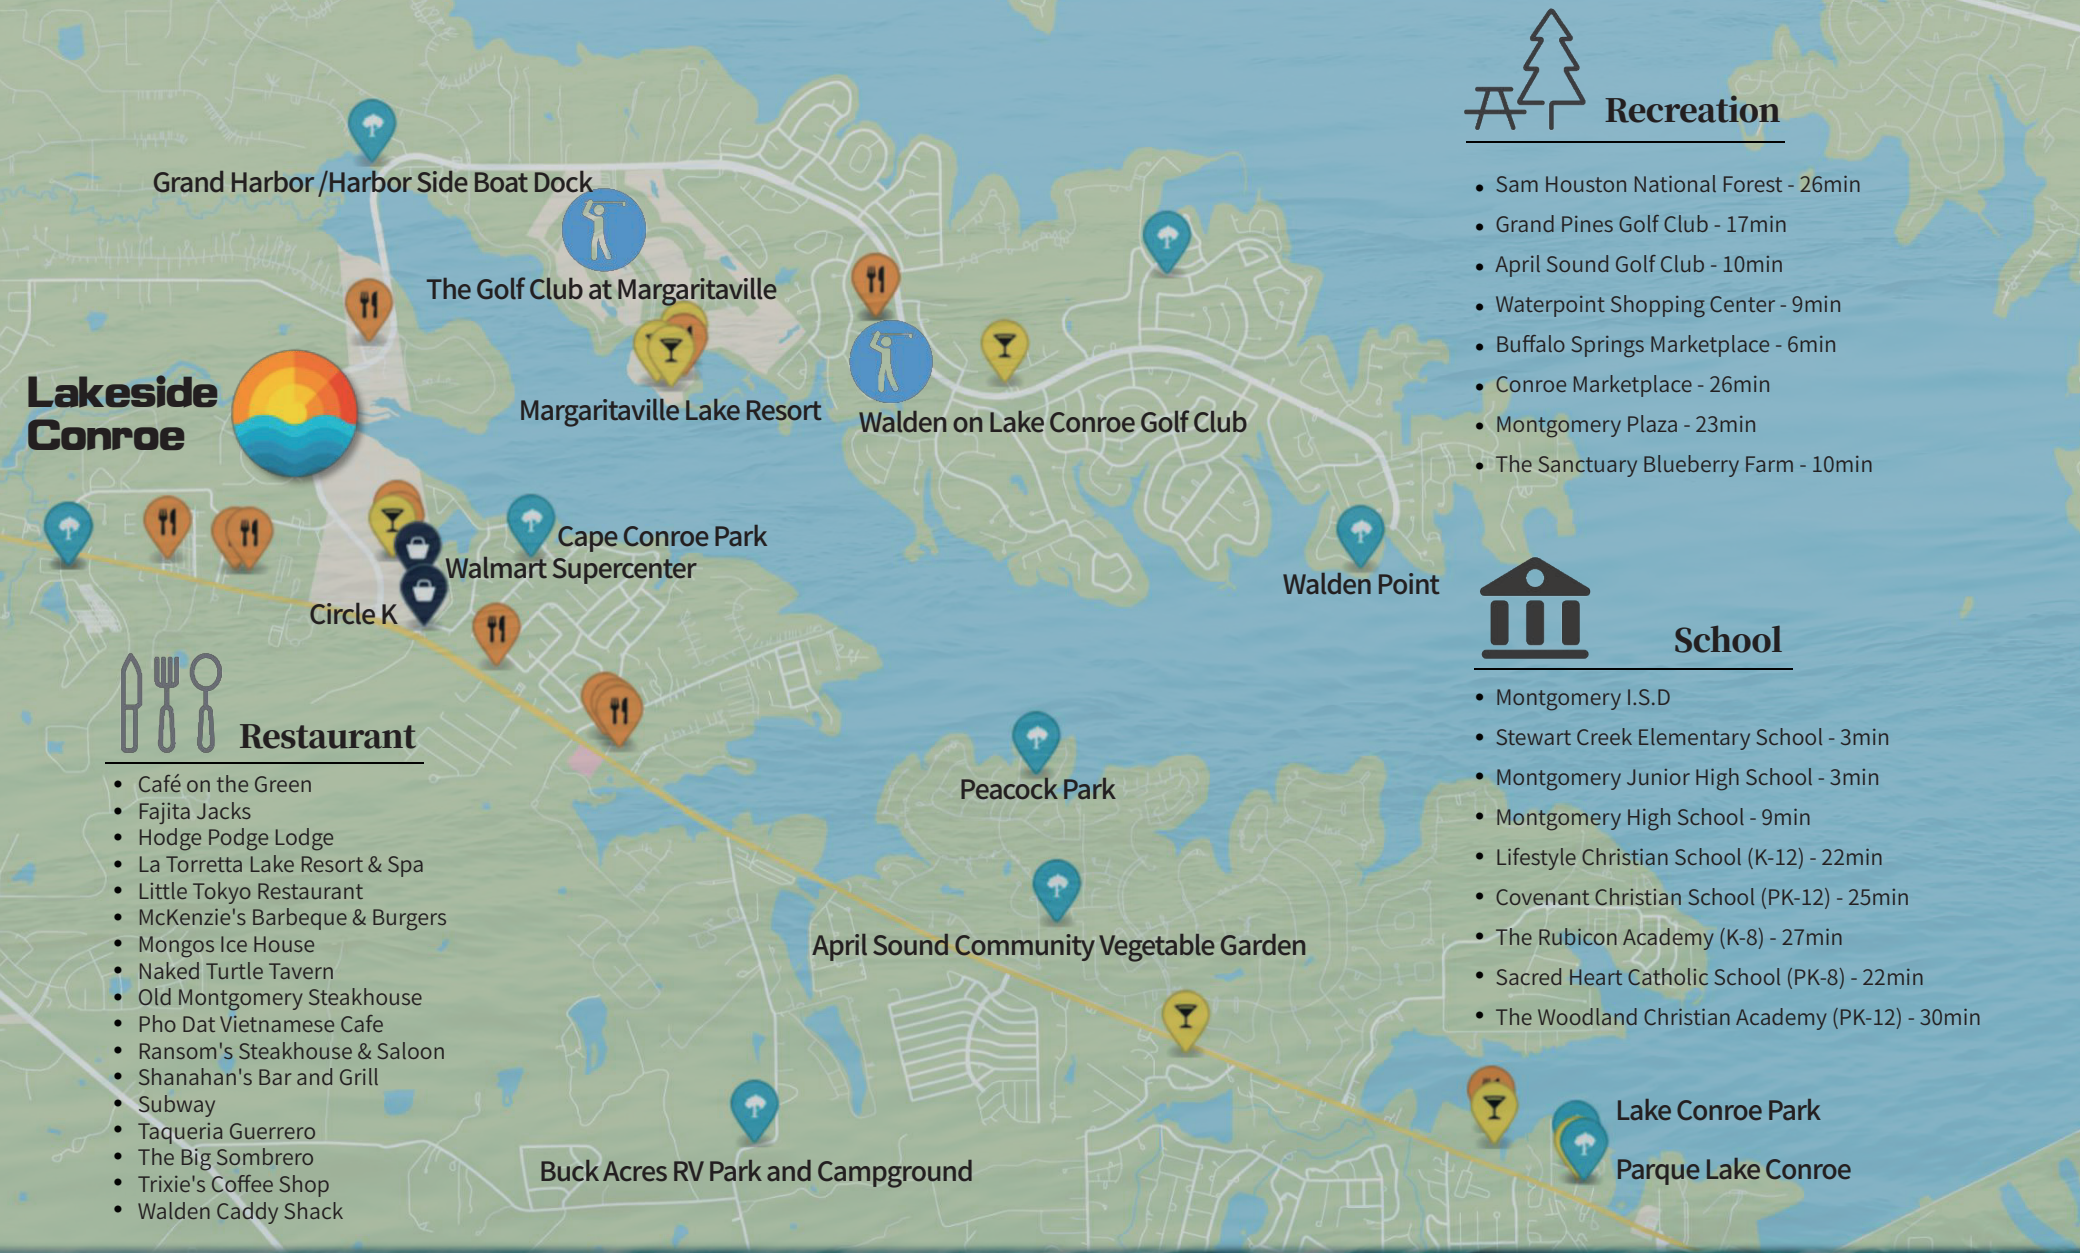 Grand Harbor /Harbor Side Boat Dock
The Golf Club at Margaritaville
Margaritaville Lake Resort
Walden on Lake Conroe Golf Club
Lakeside
Conroe
Cape Conroe Park
Walmart Supercenter
Circle K
Walden Point
Peacock Park
April Sound Community Vegetable Garden
Buck Acres RV Park and Campground
Lake Conroe Park
Parque Lake Conroe
Restaurant
• Café on the Green
• Fajita Jacks
• Hodge Podge Lodge
• La Torretta Lake Resort & Spa
• Little Tokyo Restaurant
• McKenzie's Barbeque & Burgers
• Mongos Ice House
• Naked Turtle Tavern
• Old Montgomery Steakhouse
• Pho Dat Vietnamese Cafe
• Ransom's Steakhouse & Saloon
• Shanahan's Bar and Grill
• Subway
• Taqueria Guerrero
• The Big Sombrero
• Trixie's Coffee Shop
• Walden Caddy Shack
Recreation
• Sam Houston National Forest - 26min
• Grand Pines Golf Club - 17min
• April Sound Golf Club - 10min
• Waterpoint Shopping Center - 9min
• Buffalo Springs Marketplace - 6min
• Conroe Marketplace - 26min
• Montgomery Plaza - 23min
• The Sanctuary Blueberry Farm - 10min
School
• Montgomery I.S.D
• Stewart Creek Elementary School - 3min
• Montgomery Junior High School - 3min
• Montgomery High School - 9min
• Lifestyle Christian School (K-12) - 22min
• Covenant Christian School (PK-12) - 25min
• The Rubicon Academy (K-8) - 27min
• Sacred Heart Catholic School (PK-8) - 22min
• The Woodland Christian Academy (PK-12) - 30min